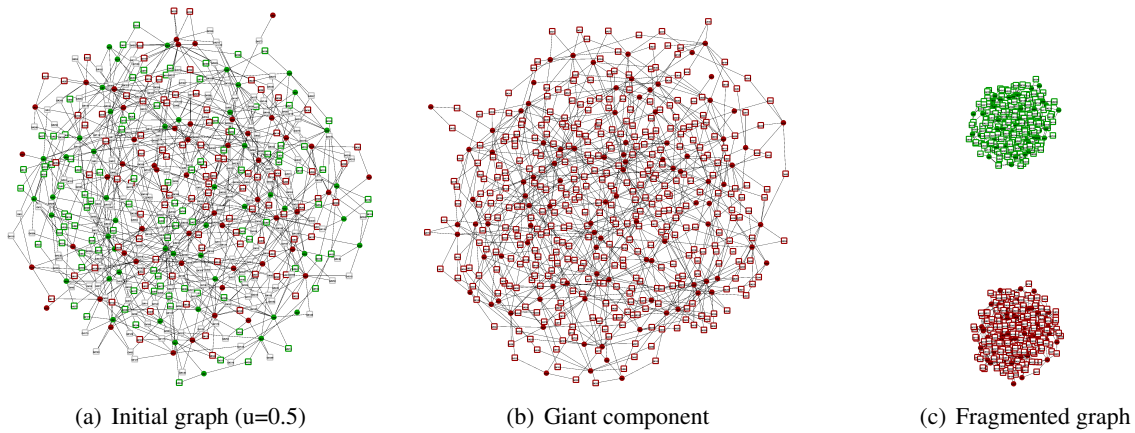 (a) Initial graph (u=0.5)
(b) Giant component
(c) Fragmented graph